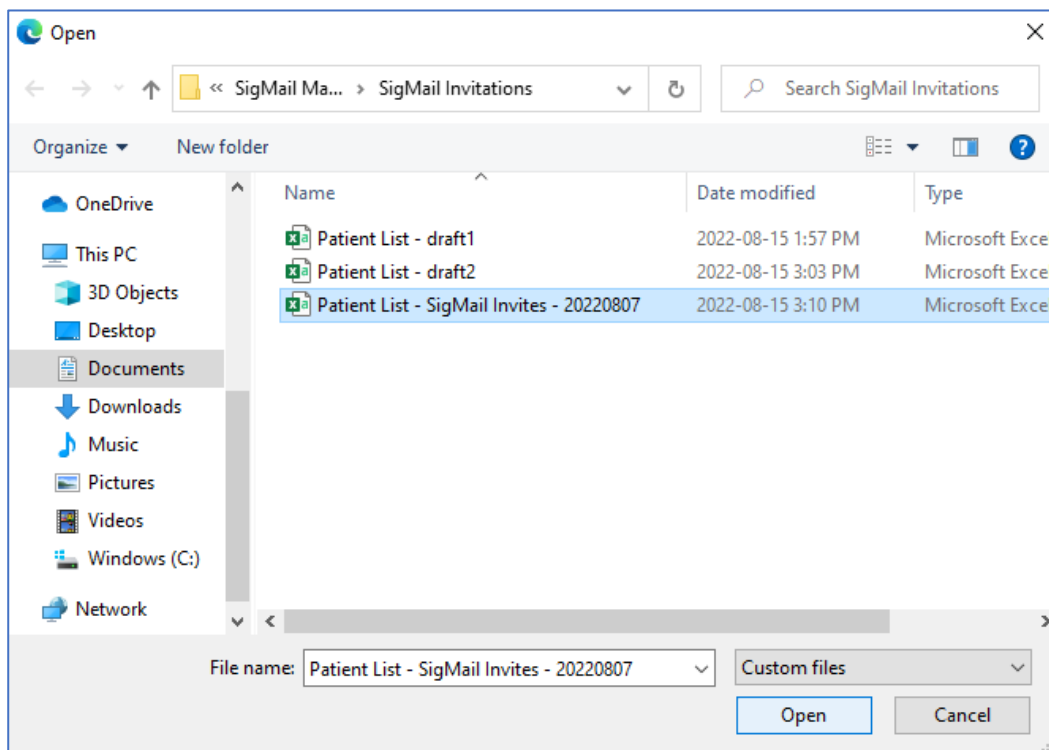 Open
« SigMail Ma... › SigMail Invitations
Search SigMail Invitations
Organize
New folder
Name Date modified Type
OneDrive
This PC
3D Objects
Desktop
Documents
Downloads
Music
Pictures
Videos
Windows (C:)
Network
Patient List - draft1 2022-08-15 1:57 PM Microsoft Exce
Patient List - draft2 2022-08-15 3:03 PM Microsoft Exce
Patient List - SigMail Invites - 20220807 2022-08-15 3:10 PM Microsoft Exce
File name: Patient List - SigMail Invites - 20220807 Custom files
Open Cancel